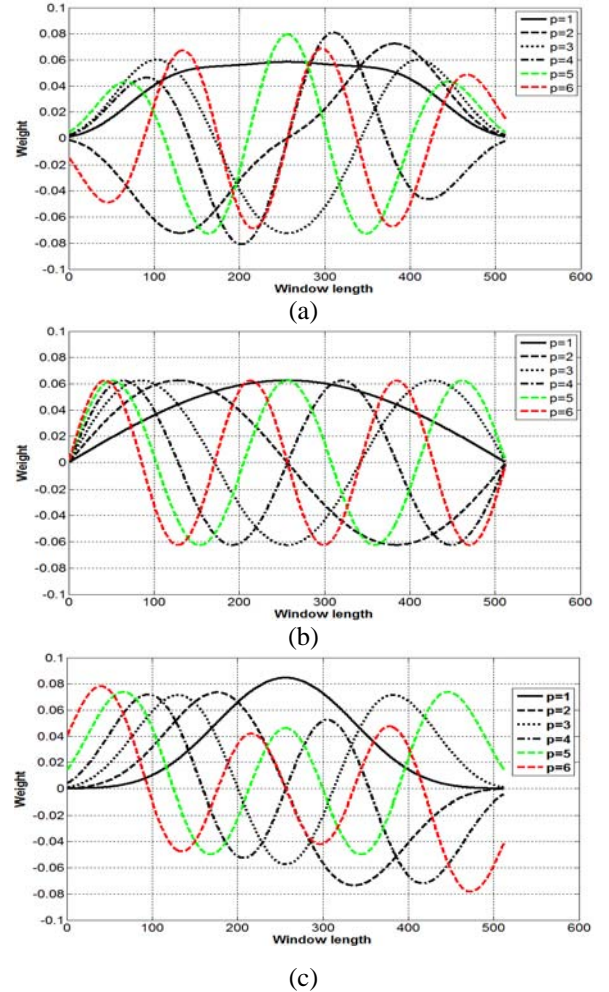 0.1
0.08
0.06
0.04
0.02
0
-0.02
-0.04
-0.06
-0.08
-0.1
Weight
0 100 200 300 400 500 600
Window length
p=1
p=2
p=3
p=4
p=5
p=6
(a)
0.1
0.08
0.06
0.04
0.02
0
-0.02
-0.04
-0.06
-0.08
-0.1
Weight
0 100 200 300 400 500 600
Window length
p=1
p=2
p=3
p=4
p=5
p=6
(b)
0.1
0.08
0.06
0.04
0.02
0
-0.02
-0.04
-0.06
-0.08
-0.1
Weight
0 100 200 300 400 500 600
Window length
p=1
p=2
p=3
p=4
p=5
p=6
(c)